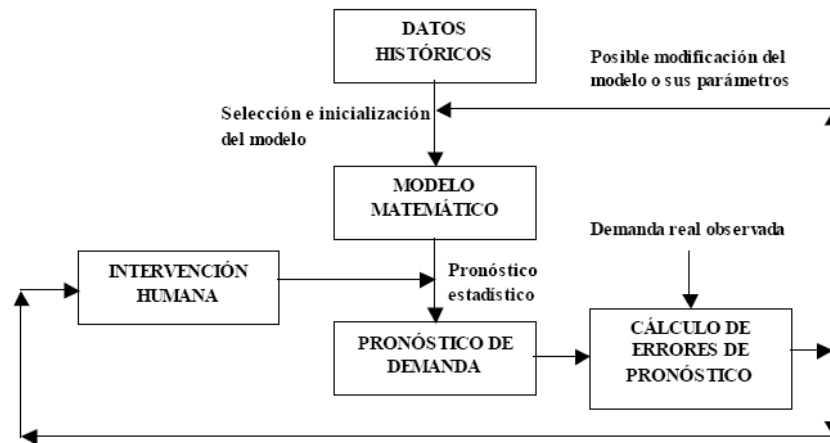 DATOS
HISTÓRICOS
Posible modificación del
modelo o sus parámetros
Selección e inicialización
del modelo
MODELO
MATEMÁTICO
Demanda real observada
INTERVENCIÓN
HUMANA
Pronóstico
estadístico
PRONÓSTICO DE
DEMANDA
CÁLCULO DE
ERRORES DE
PRONÓSTICO